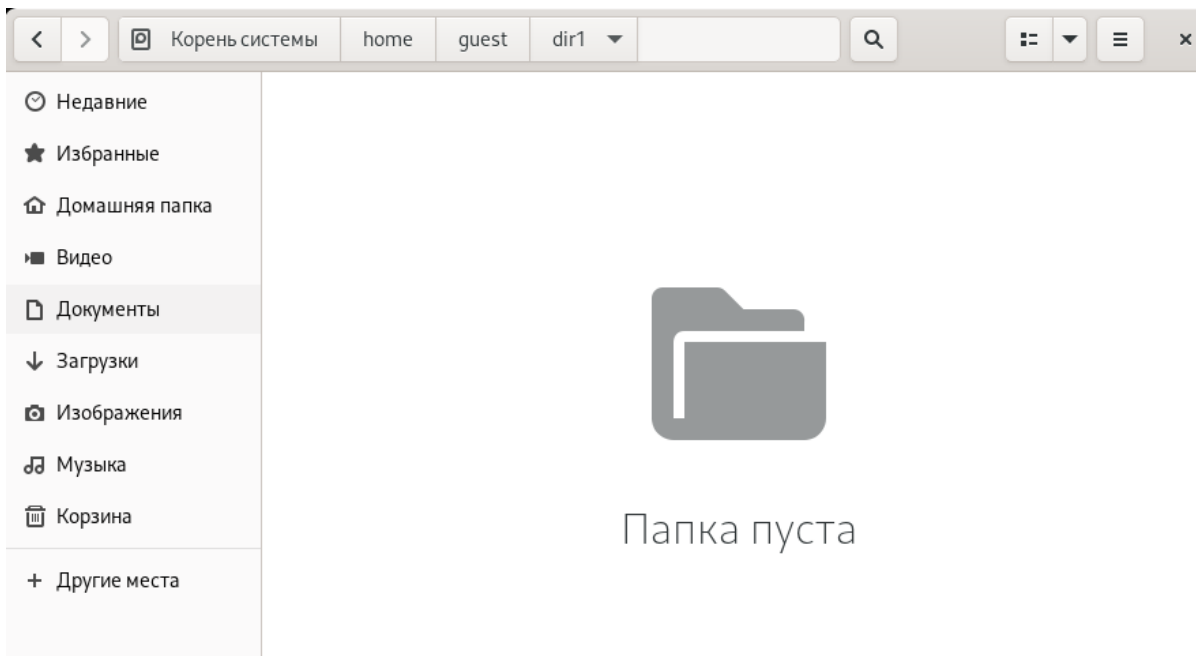 Корень системы home guest dir1
Недавние
Избранные
Домашняя папка
Видео
Документы
Загрузки
Изображения
Музыка
Корзина
Другие места
Папка пуста